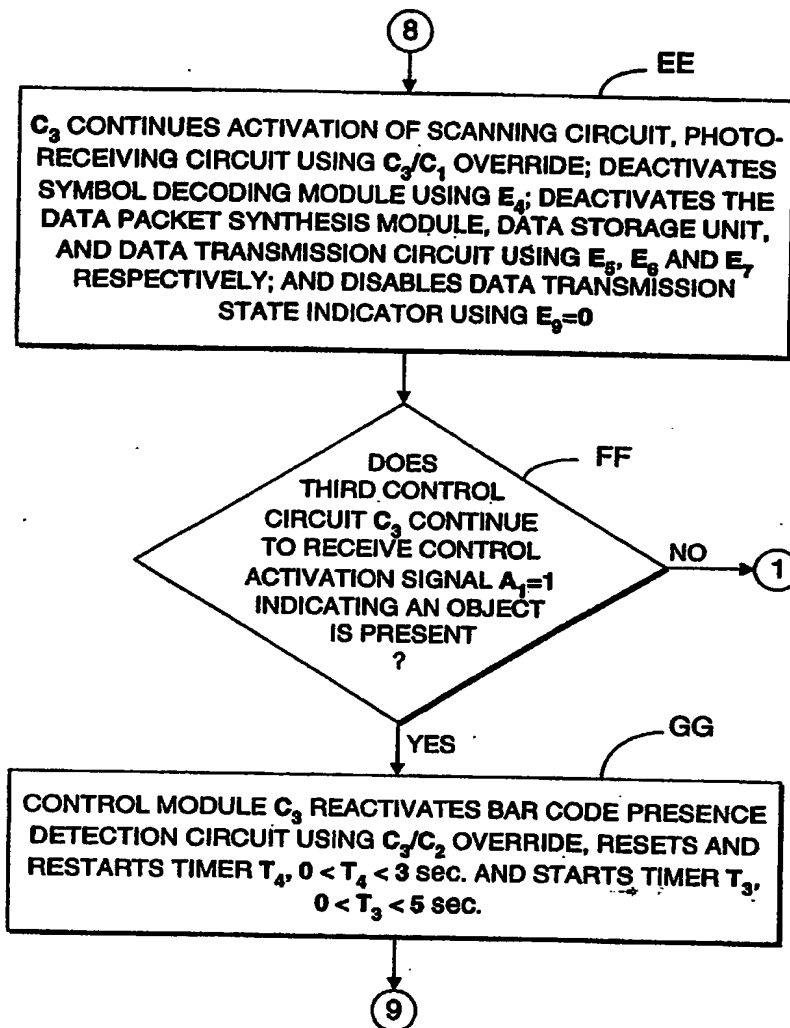 8
EE
C₃ CONTINUES ACTIVATION OF SCANNING CIRCUIT, PHOTO-
RECEIVING CIRCUIT USING C₃/C₁ OVERRIDE; DEACTIVATES
SYMBOL DECODING MODULE USING E₄; DEACTIVATES THE
DATA PACKET SYNTHESIS MODULE, DATA STORAGE UNIT,
AND DATA TRANSMISSION CIRCUIT USING E₅, E₆ AND E₇
RESPECTIVELY; AND DISABLES DATA TRANSMISSION
STATE INDICATOR USING E₉=0
FF
DOES
THIRD CONTROL
CIRCUIT C₃ CONTINUE
TO RECEIVE CONTROL
ACTIVATION SIGNAL A₁=1
INDICATING AN OBJECT
IS PRESENT
?
NO
1
YES
GG
CONTROL MODULE C₃ REACTIVATES BAR CODE PRESENCE
DETECTION CIRCUIT USING C₃/C₂ OVERRIDE, RESETS AND
RESTARTS TIMER T₄, 0 < T₄ < 3 sec. AND STARTS TIMER T₃,
0 < T₃ < 5 sec.
9